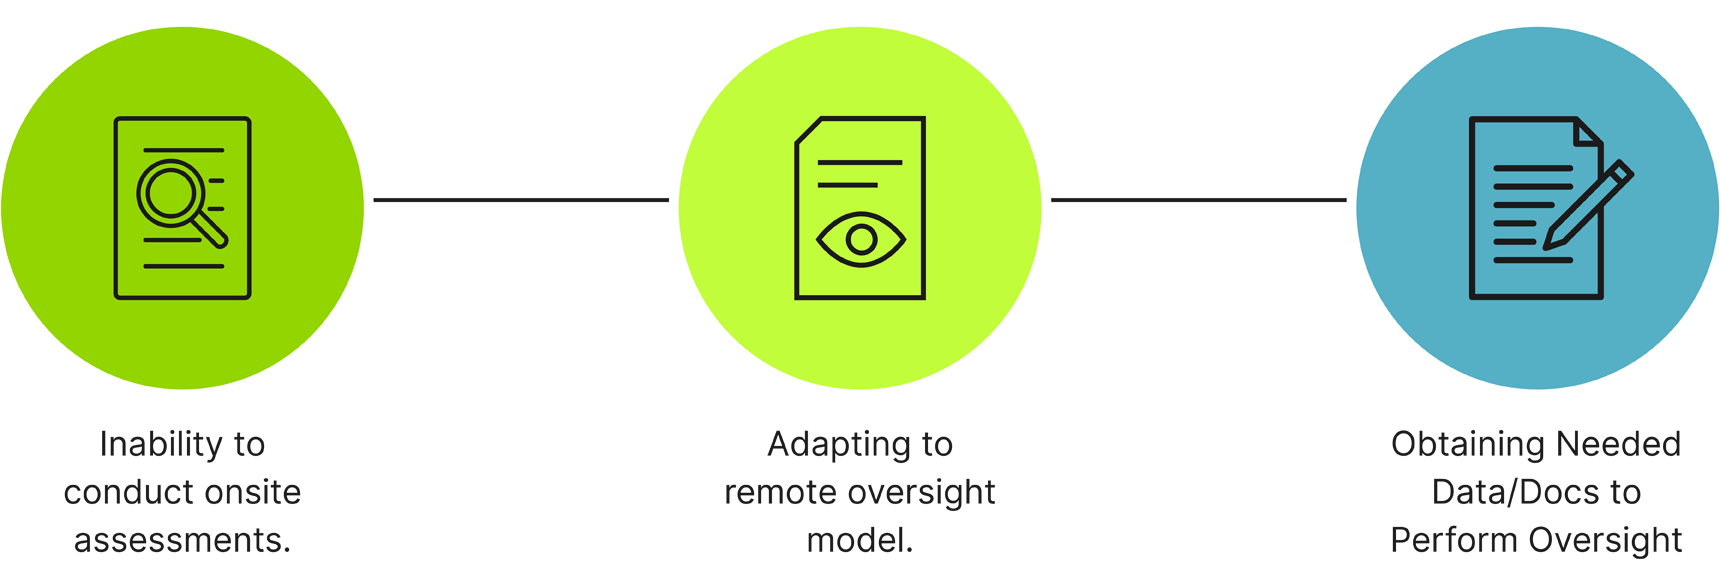 Inability to
conduct onsite
assessments.
Adapting to
remote oversight
model.
Obtaining Needed
Data/Docs to
Perform Oversight